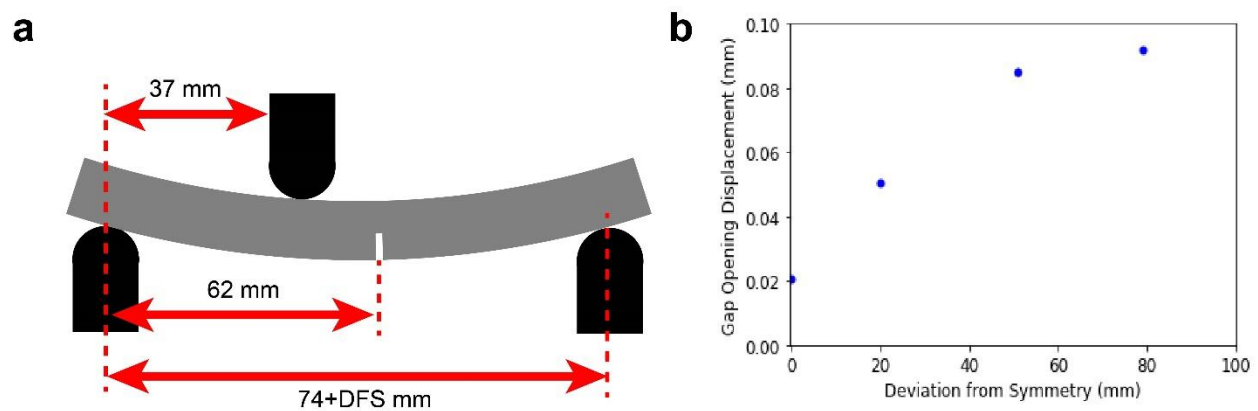 a
37 mm
62 mm
74+DFS mm
b
0.10
0.08
0.06
0.04
0.02
0.00
Gap Opening Displacement (mm)
0 20 40 60 80 100
Deviation from Symmetry (mm)